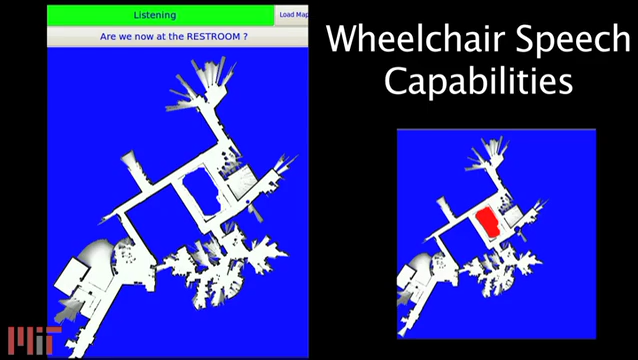 Listening
Load Map
Are we now at the RESTROOM ?
Wheelchair Speech
Capabilities
MIT